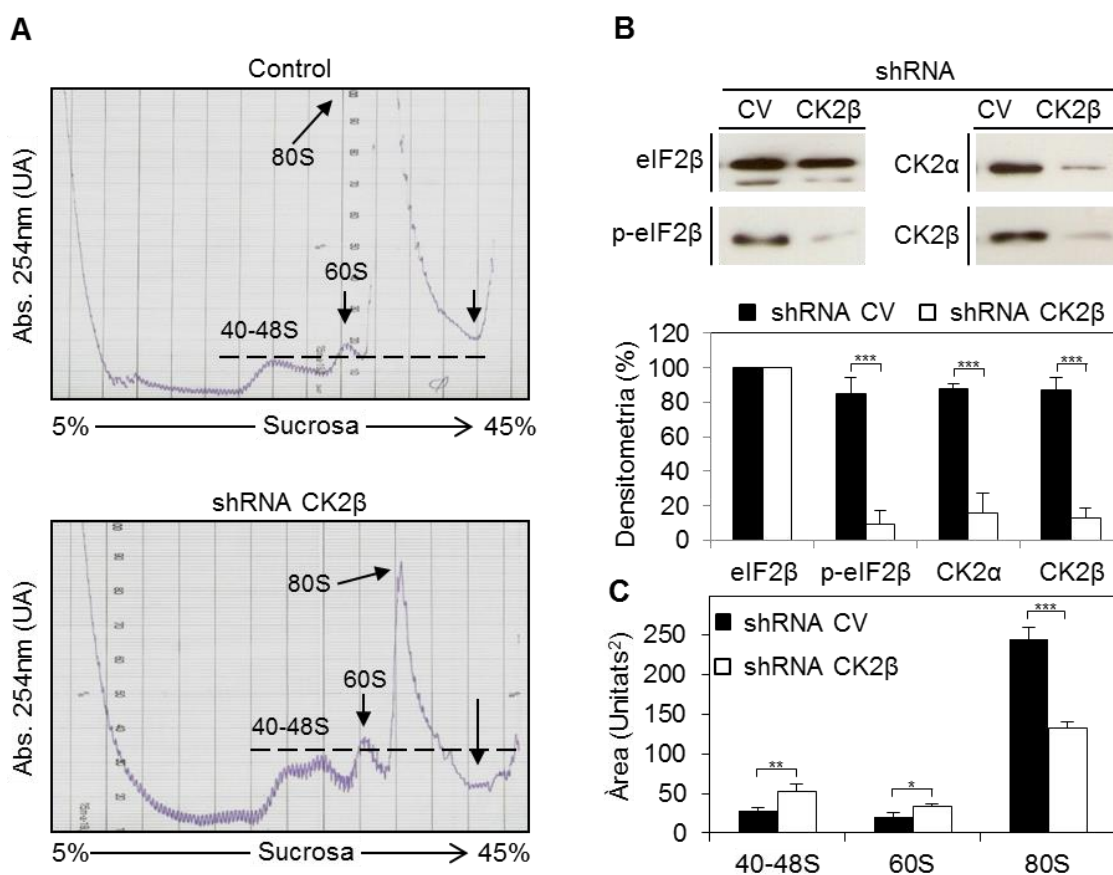 A
Control
80S
60S
40-48S
Abs. 254nm (UA)
5% Sucrosa 45%
shRNA CK2β
80S
60S
40-48S
Abs. 254nm (UA)
5% Sucrosa 45%
B
shRNA
CV CK2β CV CK2β
eIF2β CK2α
p-eIF2β CK2β
shRNA CV shRNA CK2β
Densitometria (%)
120
100
80
60
40
20
0
*** *** ***
eIF2β p-eIF2β CK2α CK2β
C
shRNA CV
shRNA CK2β
Àrea (Unitats²)
250
200
150
100
50
0
** * ***
40-48S 60S 80S